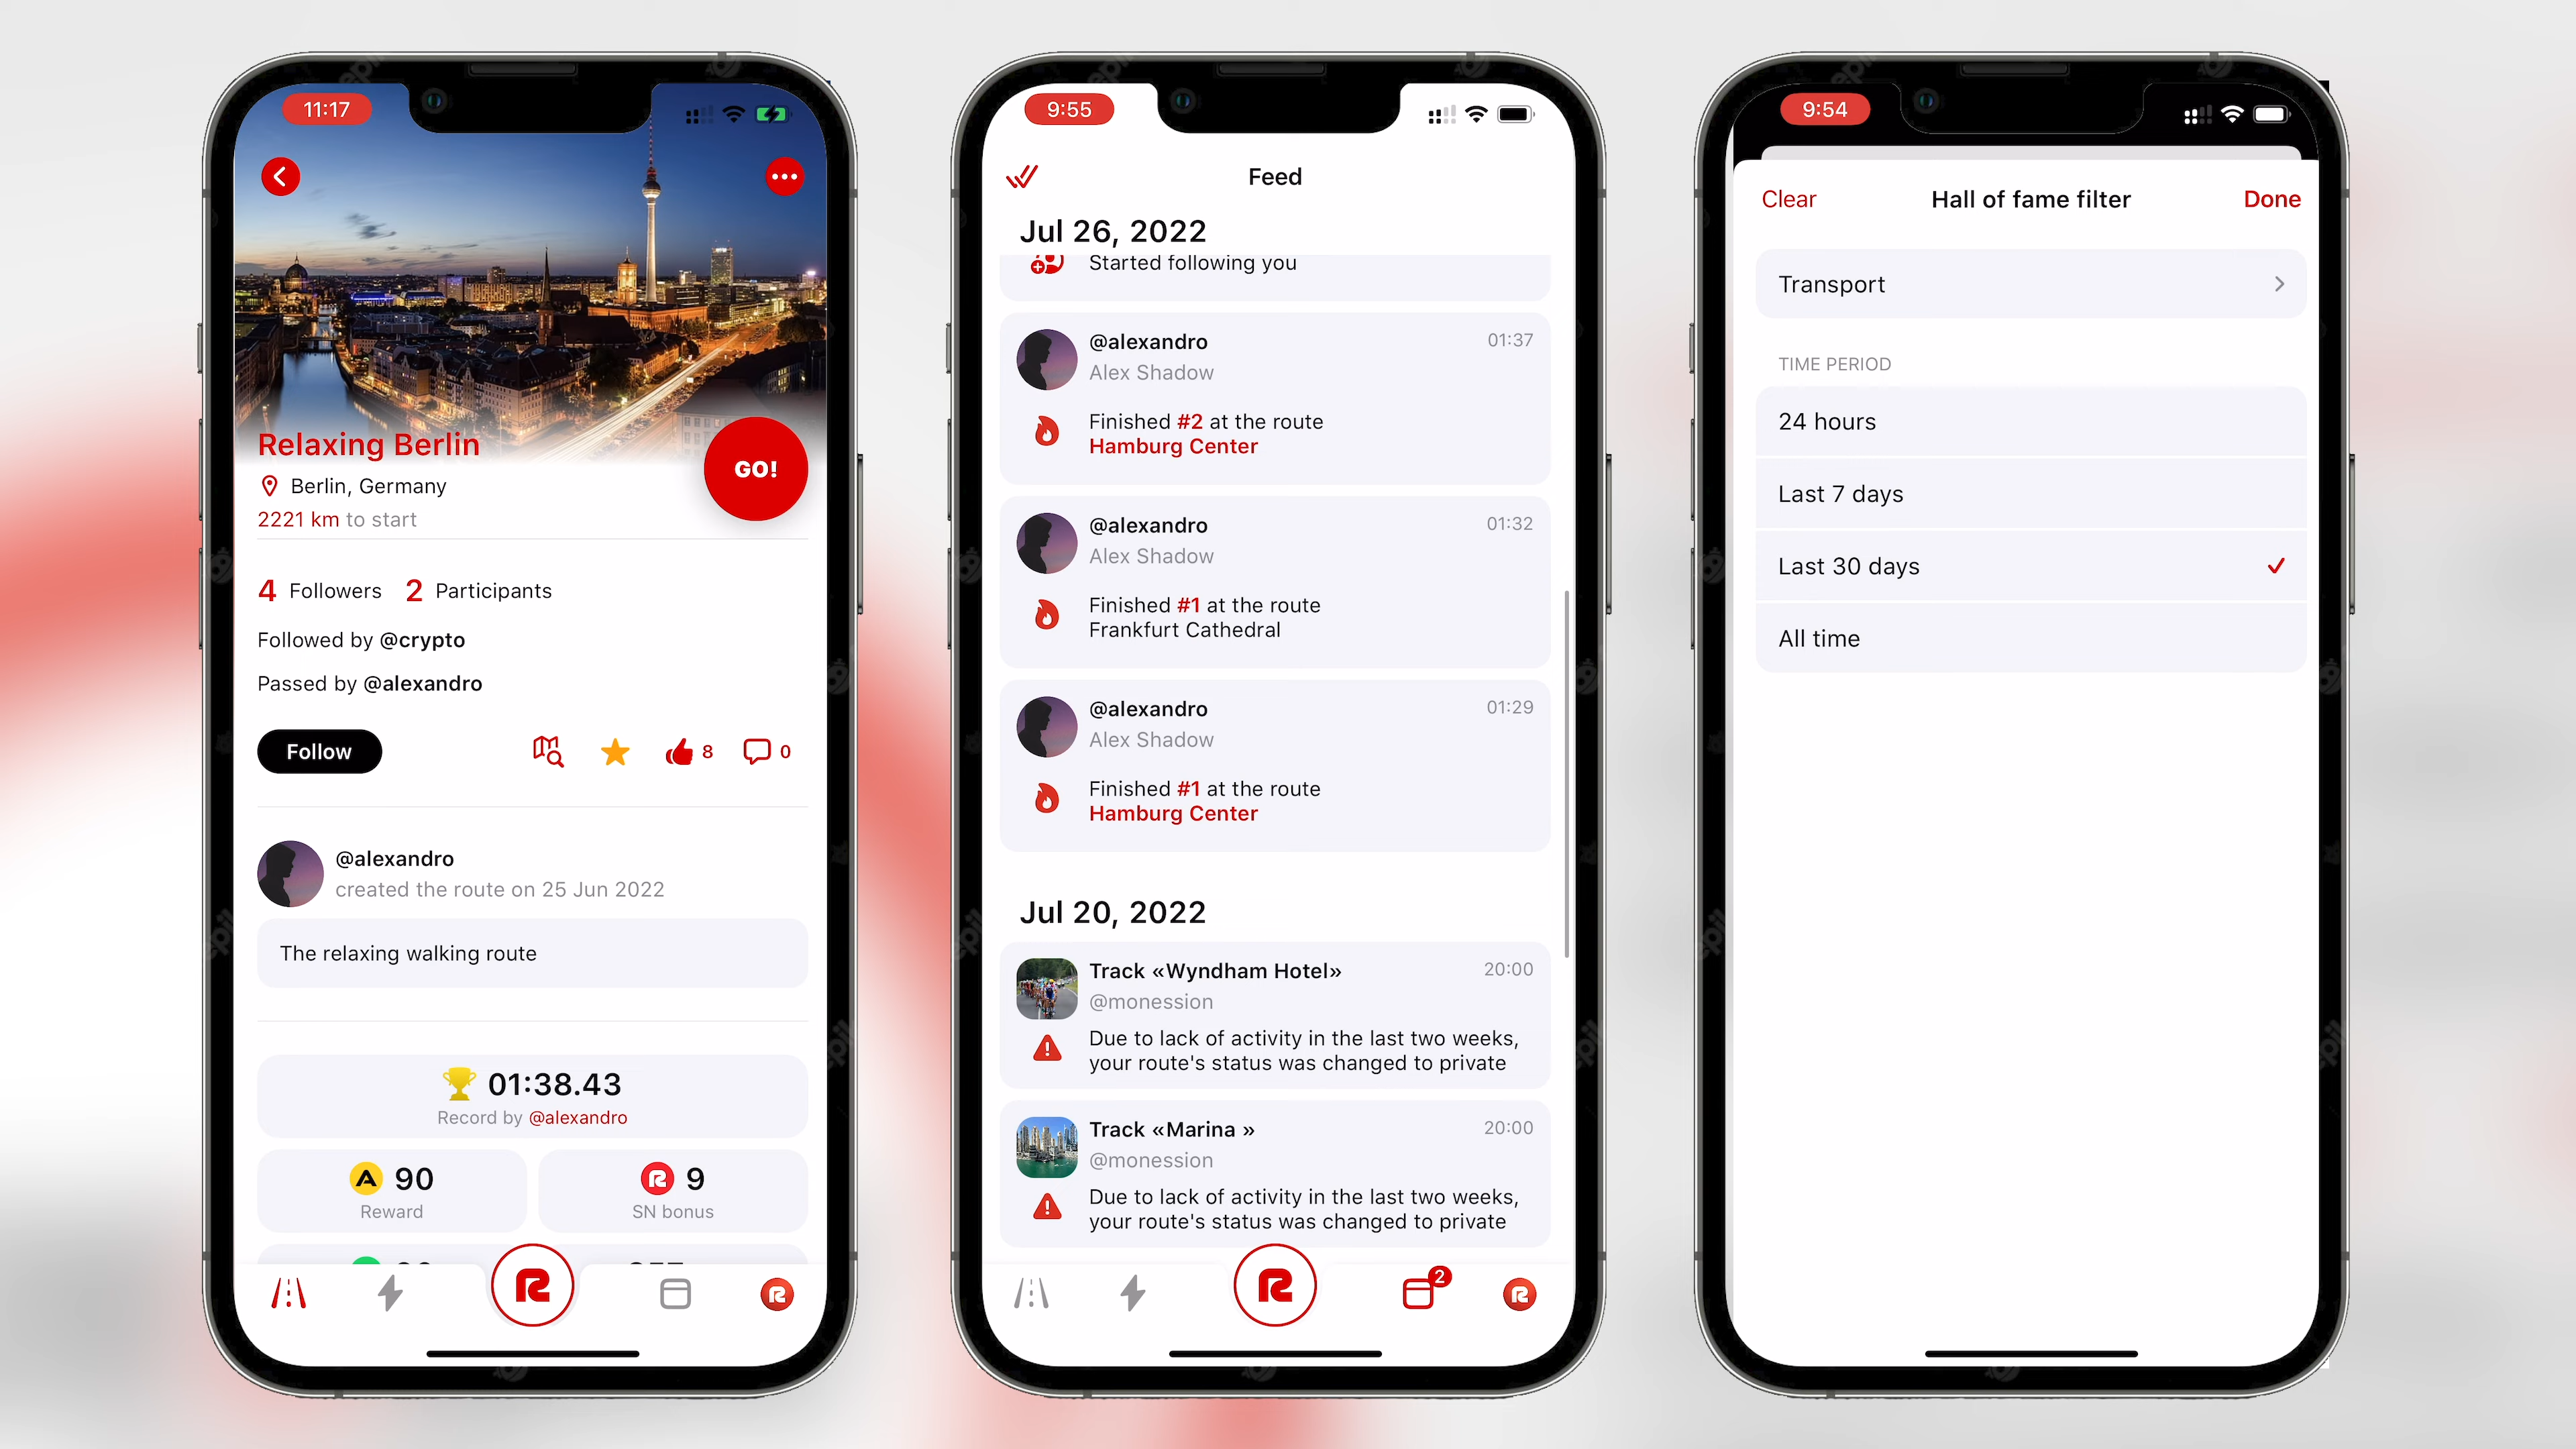 11:17
Relaxing Berlin
GO!
Berlin, Germany
2221 km to start
4 Followers 2 Participants
Followed by @crypto
Passed by @alexandro
Follow
8
0
@alexandro
created the route on 25 Jun 2022
The relaxing walking route
01:38.43
Record by @alexandro
90
Reward
9
SN bonus
9:55
Feed
Jul 26, 2022
Started following you
@alexandro
01:37
Alex Shadow
Finished #2 at the route
Hamburg Center
@alexandro
01:32
Alex Shadow
Finished #1 at the route
Frankfurt Cathedral
@alexandro
01:29
Alex Shadow
Finished #1 at the route
Hamburg Center
Jul 20, 2022
Track «Wyndham Hotel»
20:00
@monession
Due to lack of activity in the last two weeks,
your route's status was changed to private
Track «Marina »
20:00
@monession
Due to lack of activity in the last two weeks,
your route's status was changed to private
2
9:54
Clear
Hall of fame filter
Done
Transport
TIME PERIOD
24 hours
Last 7 days
Last 30 days
All time